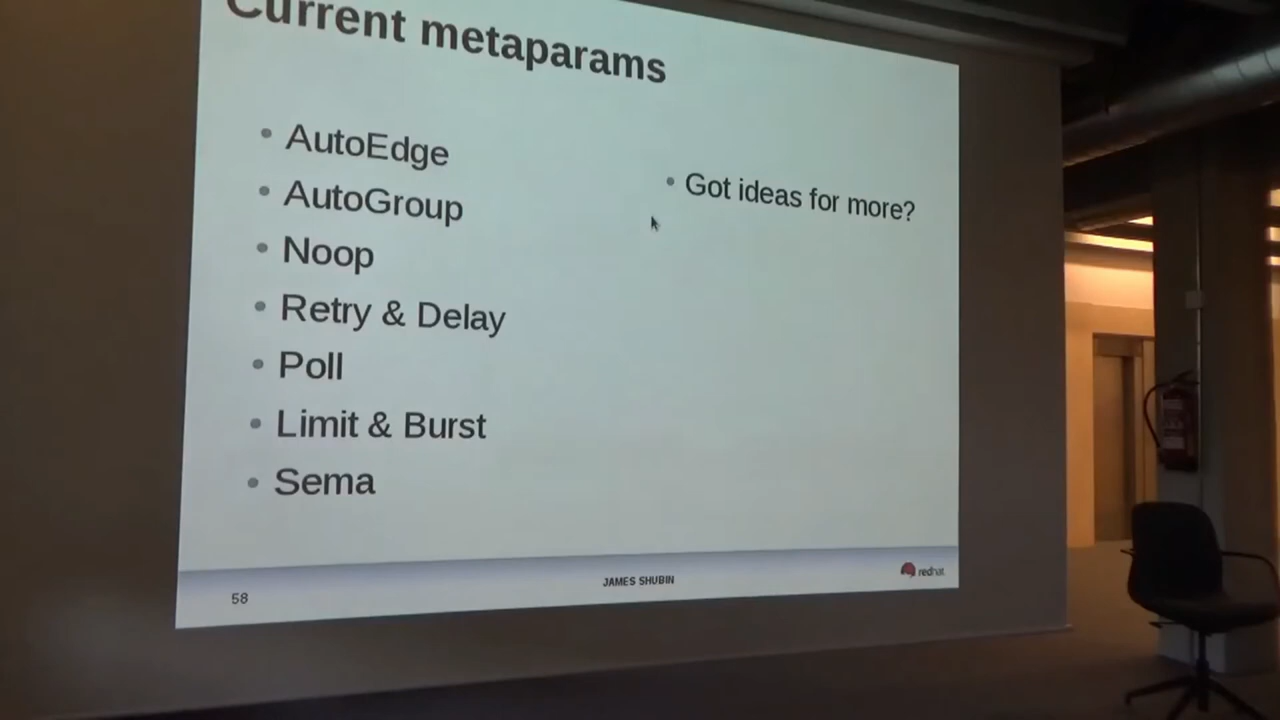 Current metaparams
• AutoEdge
• AutoGroup
• Noop
• Retry & Delay
• Poll
• Limit & Burst
• Sema
• Got ideas for more?
58
JAMES SHUBIN
redhat